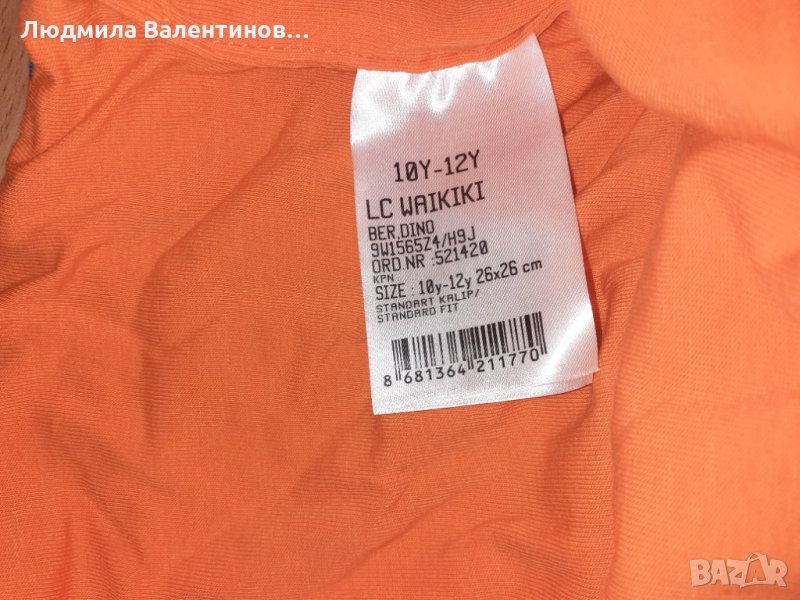 Людмила Валентинов...
10Y-12Y
LC WAIKIKI
BER.DINO
9W1565Z4/H9J
ORD.NR :521420
KPN
SIZE : 10y-12y 26x26 cm
STANDART KALIP/
STANDARD FIT
8 681364 211770
BAZAR